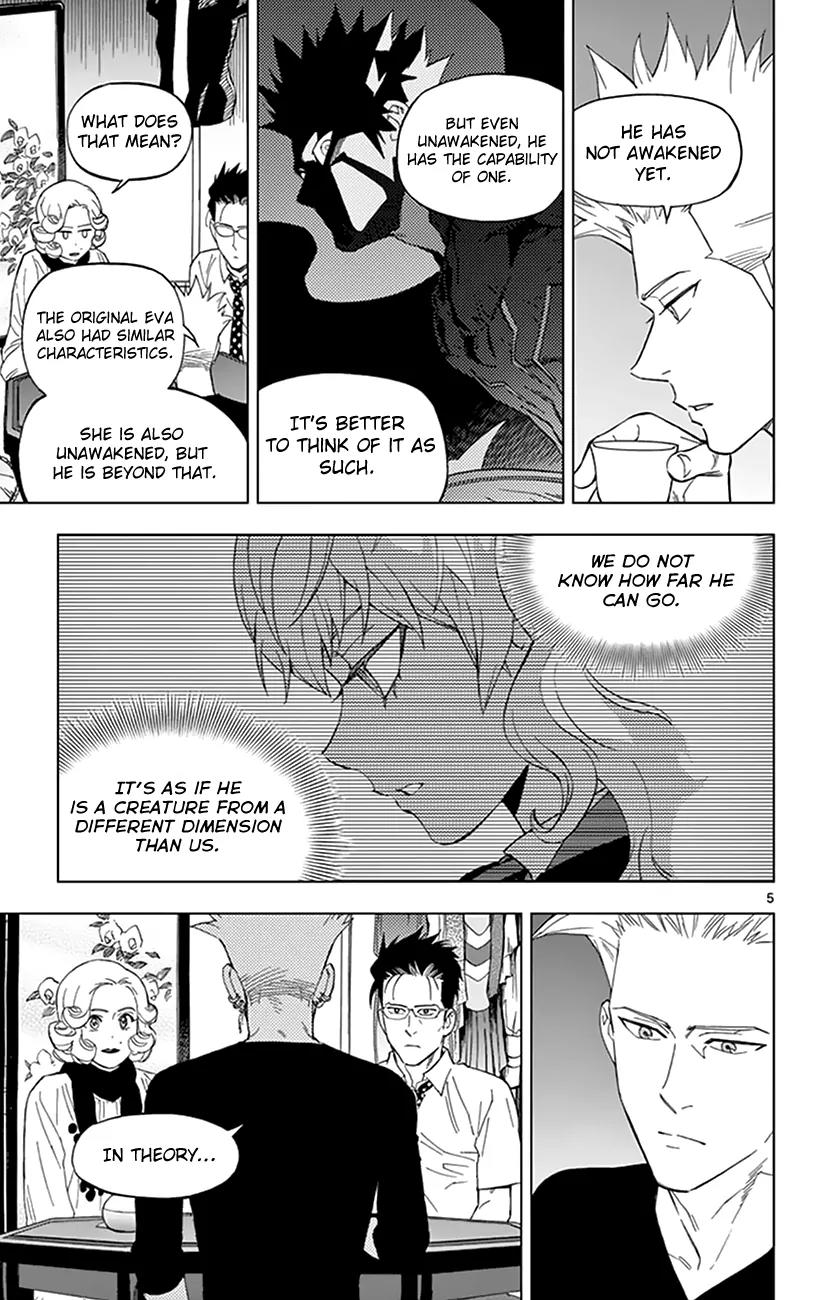 HE HAS
NOT AWAKENED
YET.
BUT EVEN
UNAWAKENED, HE
HAS THE CAPABILITY
OF ONE.
IT'S BETTER
TO THINK OF IT AS
SUCH.
WHAT DOES
THAT MEAN?
THE ORIGINAL EVA
ALSO HAD SIMILAR
CHARACTERISTICS.
SHE IS ALSO
UNAWAKENED, BUT
HE IS BEYOND THAT.
WE DO NOT
KNOW HOW FAR HE
CAN GO.
IT'S AS IF HE
IS A CREATURE FROM A
DIFFERENT DIMENSION
THAN US.
5
IN THEORY...